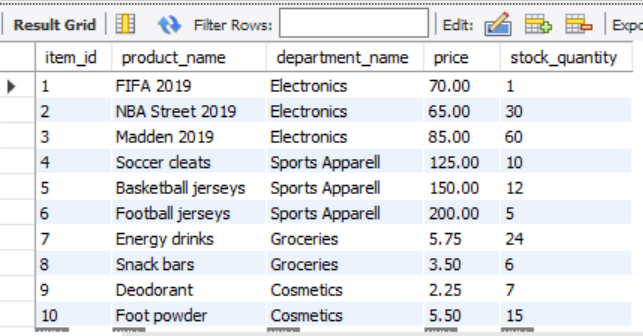 Result Grid Filter Rows: Edit: Expo
item_id product_name department_name price stock_quantity
1 FIFA 2019 Electronics 70.00 1
2 NBA Street 2019 Electronics 65.00 30
3 Madden 2019 Electronics 85.00 60
4 Soccer cleats Sports Apparell 125.00 10
5 Basketball jerseys Sports Apparell 150.00 12
6 Football jerseys Sports Apparell 200.00 5
7 Energy drinks Groceries 5.75 24
8 Snack bars Groceries 3.50 6
9 Deodorant Cosmetics 2.25 7
10 Foot powder Cosmetics 5.50 15